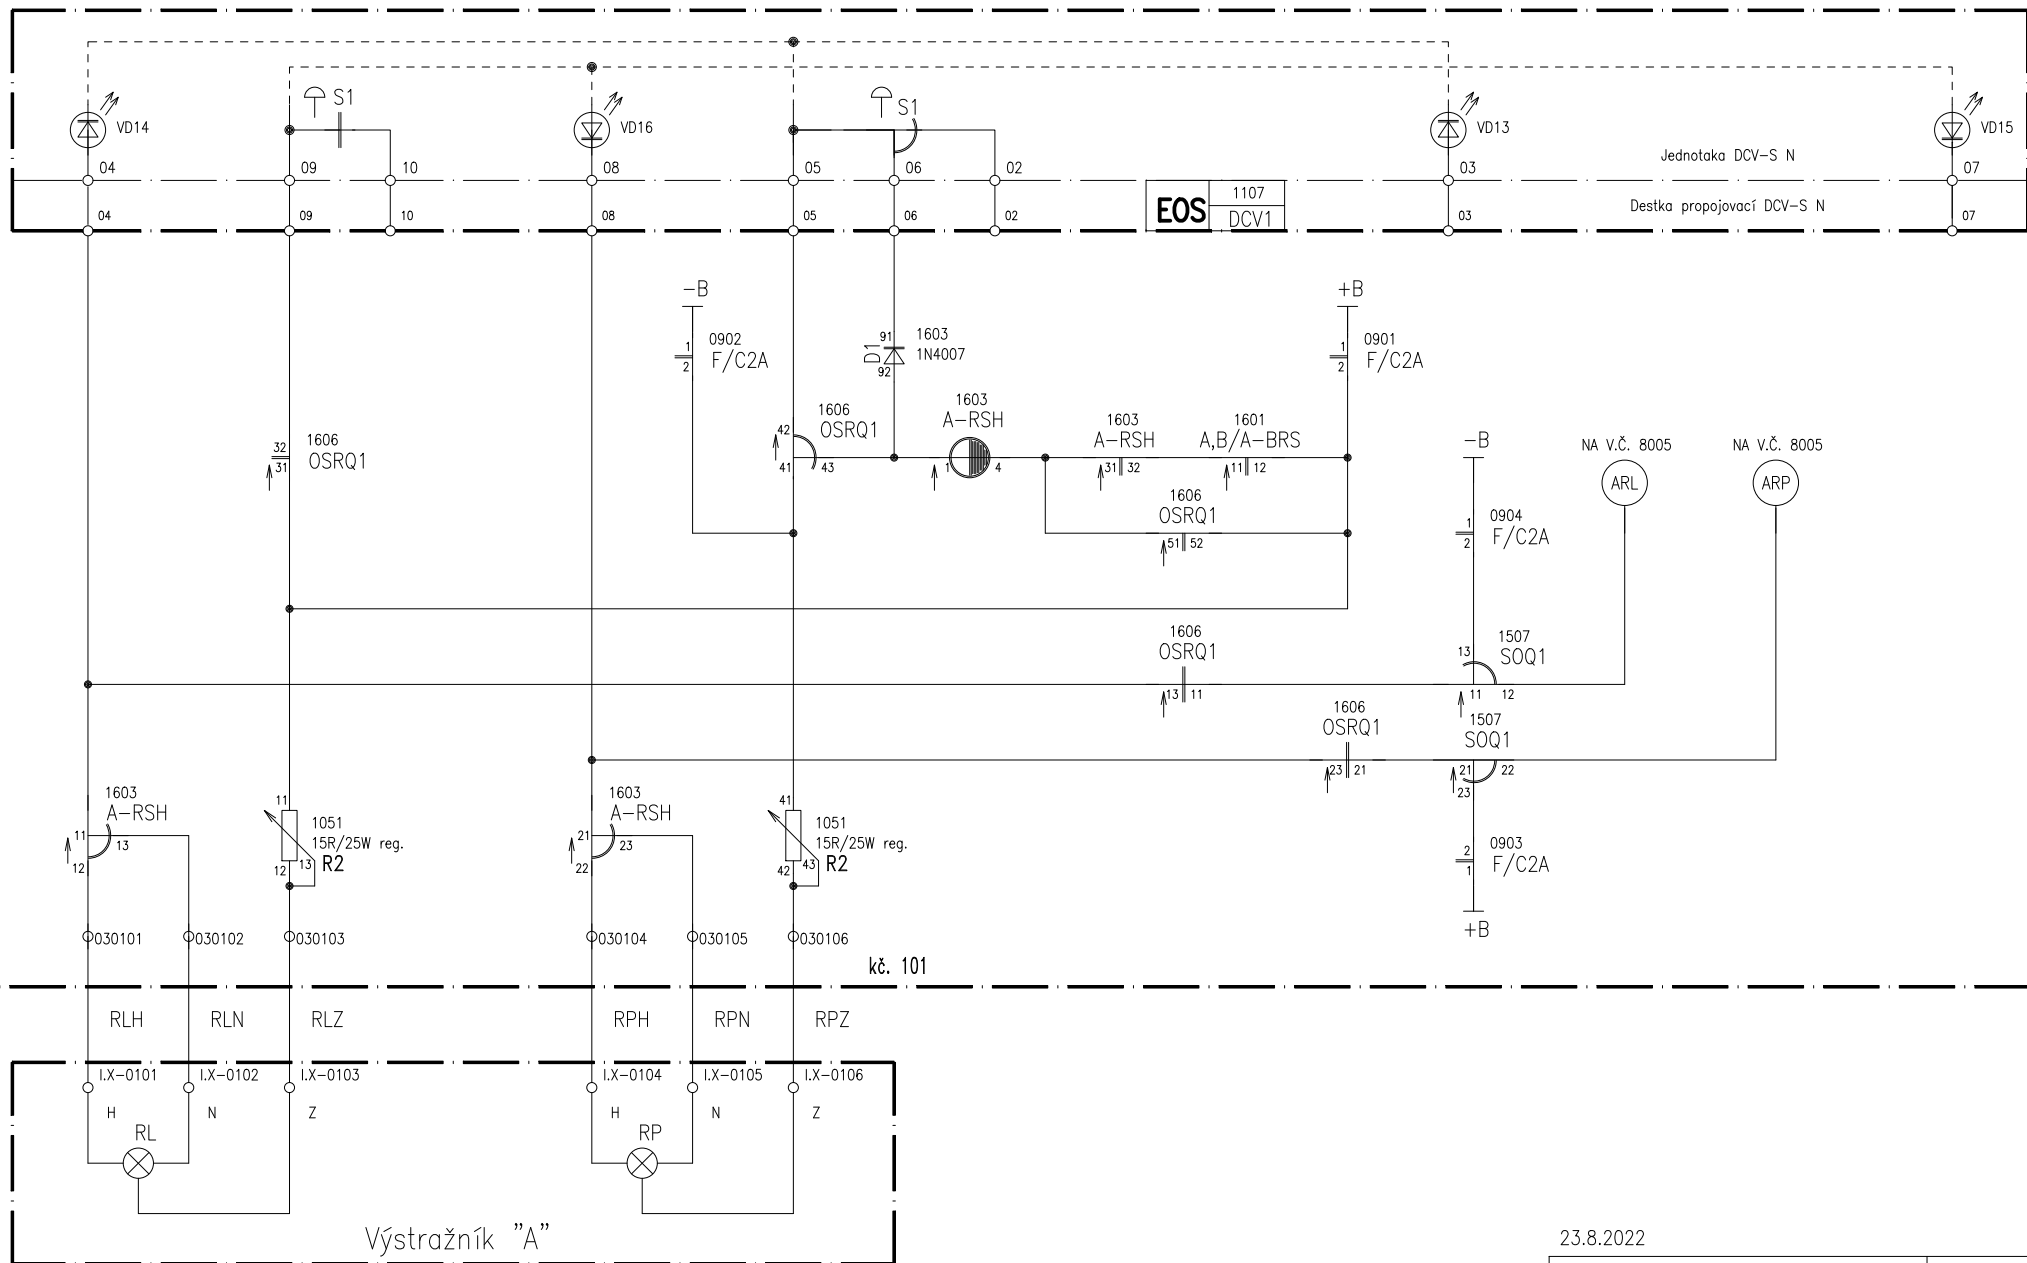 S1
S1
VD14
VD16
VD13
VD15
Jednotaka DCV-S N
04
09
10
08
05
06
02
03
07
EOS
1107
DCV1
Destka propojovací DCV-S N
04
09
10
08
05
06
02
03
07
-B
+B
1
2
0902
F/C2A
D1
91
92
1603
1N4007
1
2
0901
F/C2A
32
31
1606
OSRQ1
42
41
43
1606
OSRQ1
1603
A-RSH
1
4
1603
A-RSH
31
32
1601
A,B/A-BRS
11
12
-B
NA V.Č. 8005
NA V.Č. 8005
ARL
ARP
1606
OSRQ1
51
52
1
2
0904
F/C2A
1606
OSRQ1
13
11
13
1507
SOQ1
11
12
1606
OSRQ1
23
21
1507
SOQ1
21
22
23
1603
A-RSH
11
13
12
11
1051
15R/25W reg.
12
13
R2
1603
A-RSH
21
23
22
41
1051
15R/25W reg.
42
43
R2
2
1
0903
F/C2A
+B
030101
030102
030103
030104
030105
030106
kč. 101
RLH
RLN
RLZ
RPH
RPN
RPZ
I.X-0101
I.X-0102
I.X-0103
I.X-0104
I.X-0105
I.X-0106
H
N
Z
H
N
Z
RL
RP
Výstražník "A"
23.8.2022